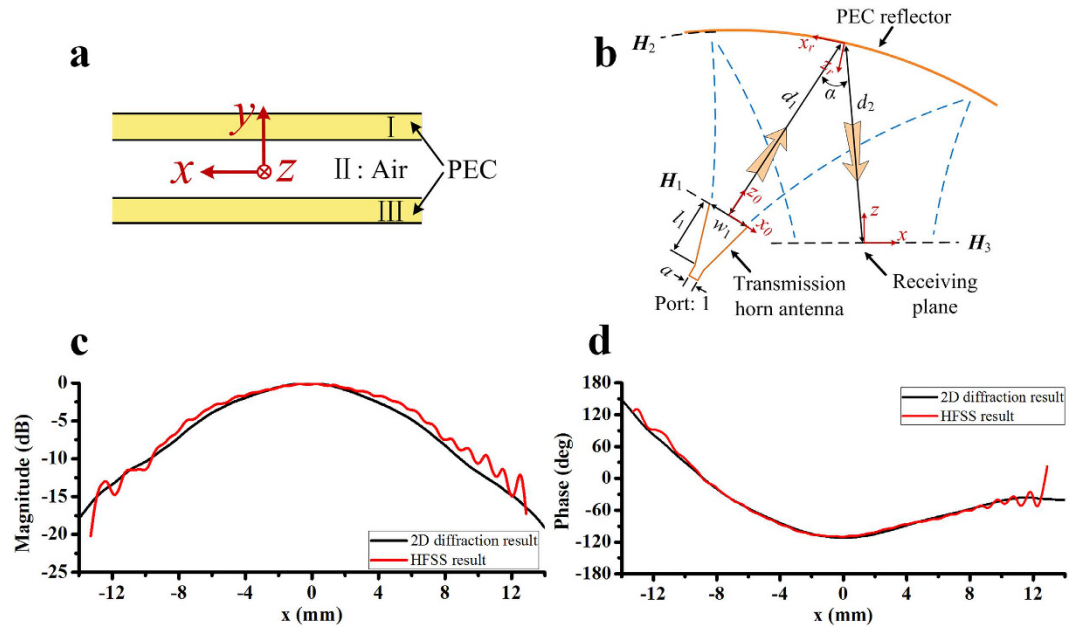 a
y
x
z
I
II : Air
III
PEC
b
PEC reflector
H2
xr
zr
α
d1
d2
H1
z0
x0
l1
w1
a
Port: 1
Transmission
horn antenna
z
x
H3
Receiving
plane
c
Magnitude (dB)
0
-5
-10
-15
-20
-25
-12
-8
-4
0
4
8
12
x (mm)
2D diffraction result
HFSS result
d
Phase (deg)
180
120
60
0
-60
-120
-180
-12
-8
-4
0
4
8
12
x (mm)
2D diffraction result
HFSS result